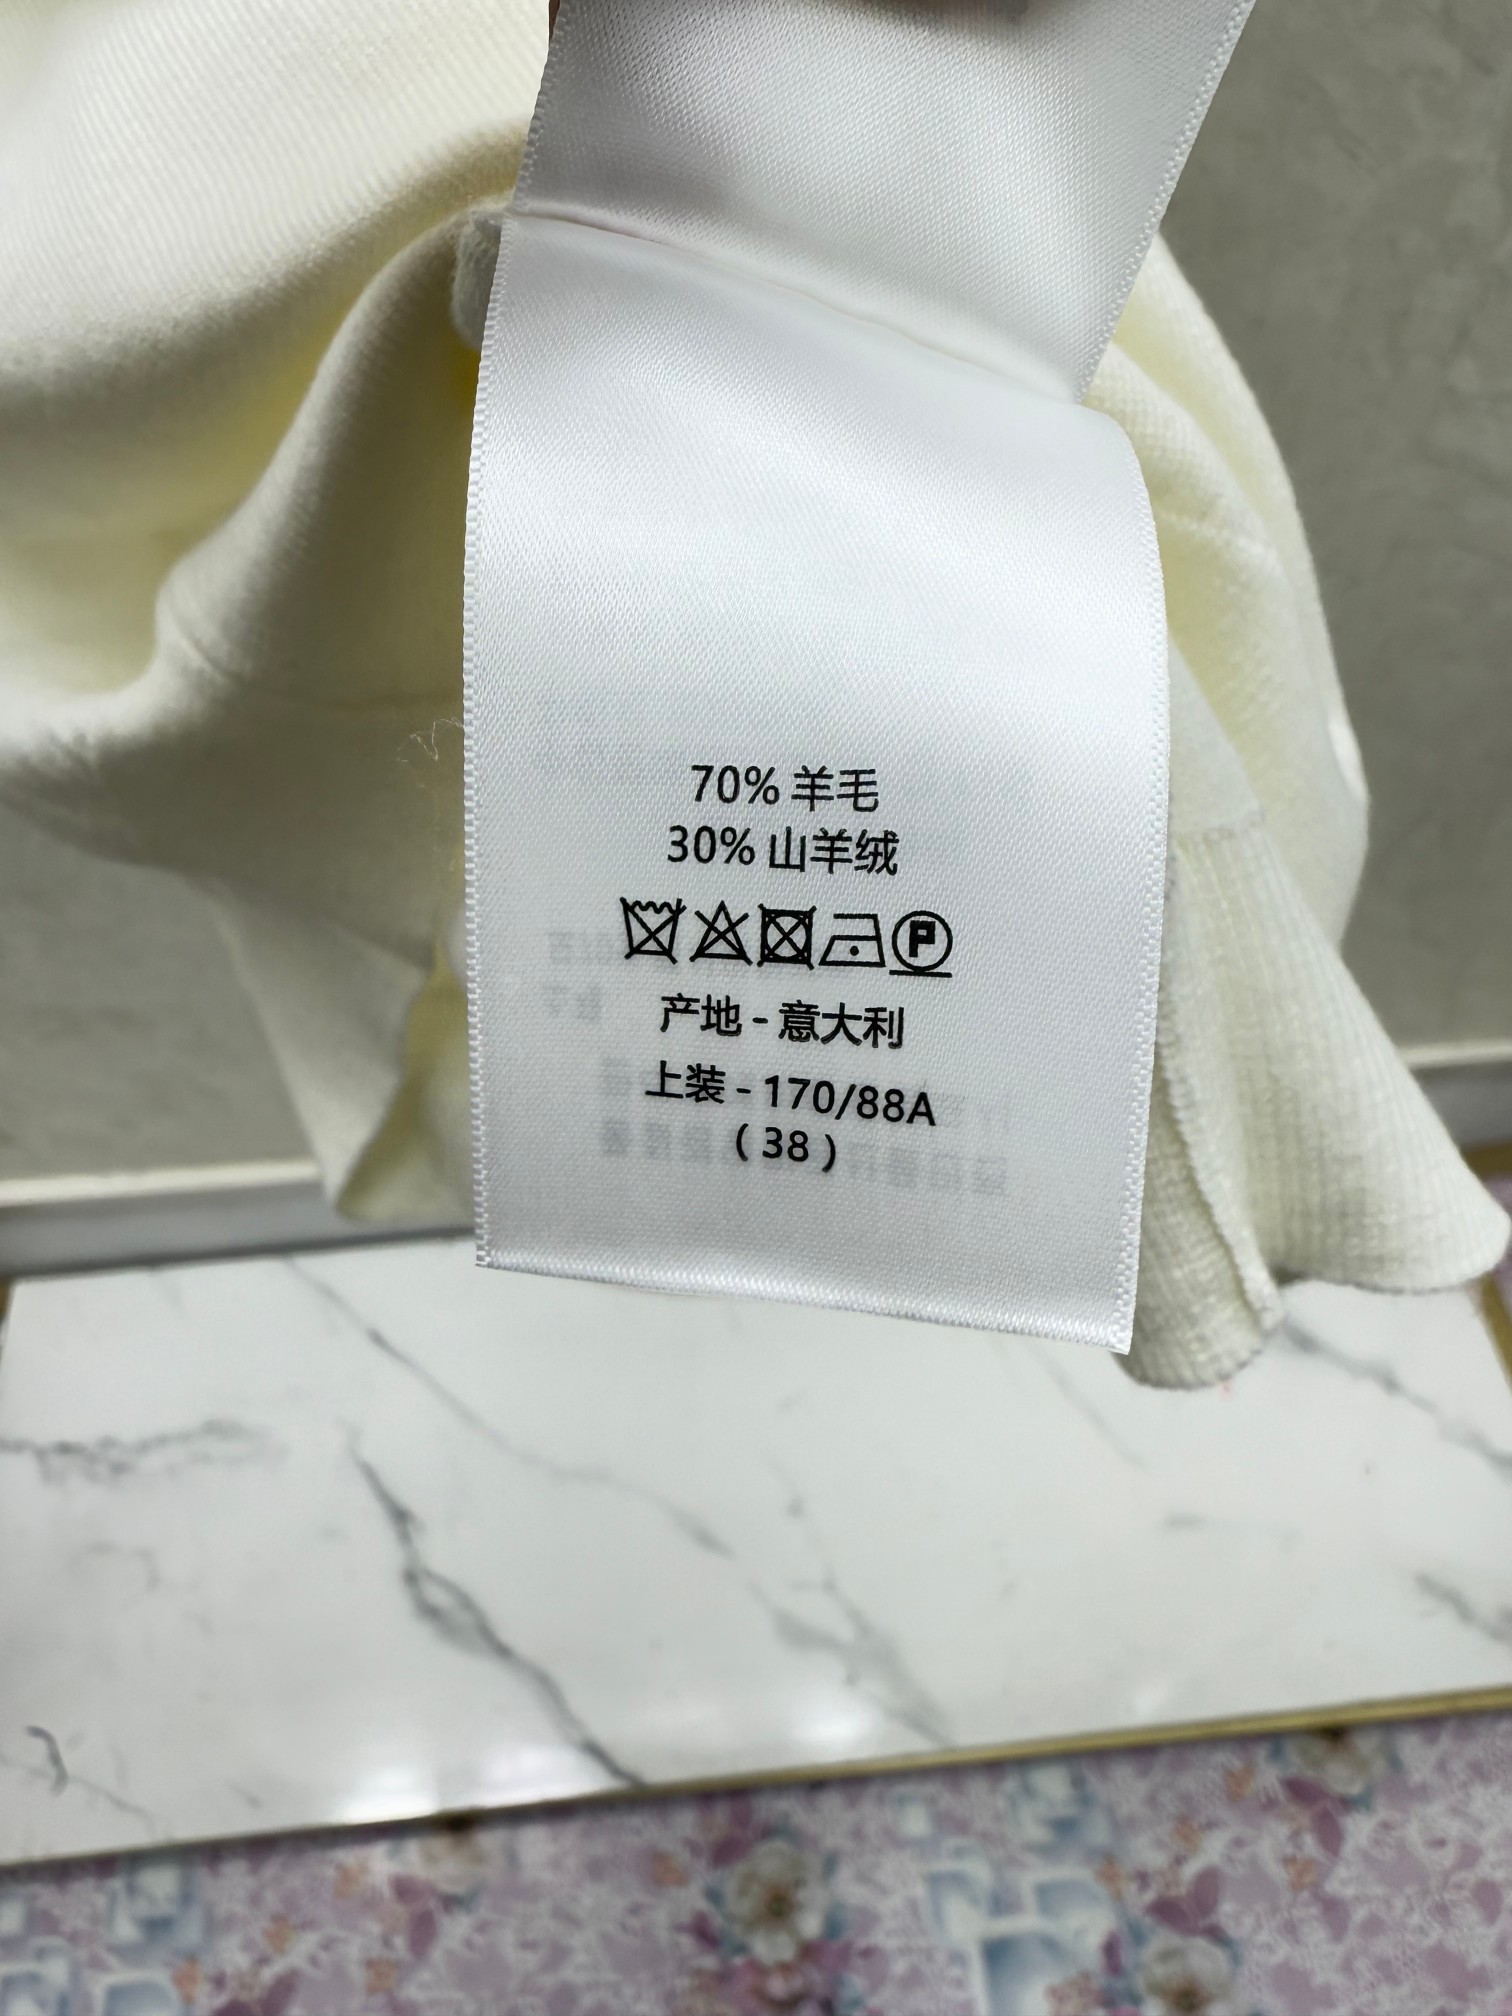 70% 羊毛
30% 山羊绒
P
产地 - 意大利
上装 - 170/88A
( 38 )